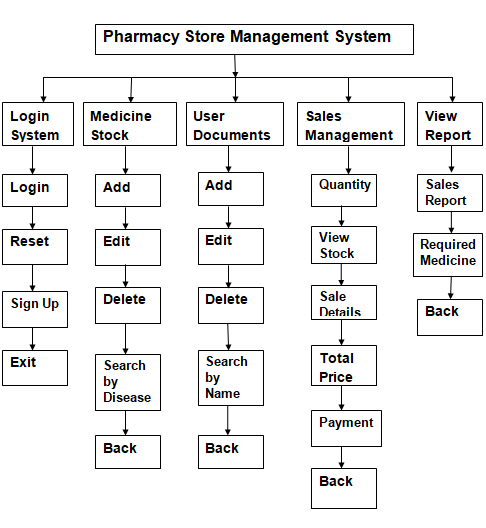 Pharmacy Store Management System
Login
System
Medicine
Stock
User
Documents
Sales
Management
View
Report
Login
Reset
Sign Up
Exit
Add
Edit
Delete
Search
by
Disease
Back
Add
Edit
Delete
Search
by
Name
Back
Quantity
View
Stock
Sale
Details
Total
Price
Payment
Back
Sales
Report
Required
Medicine
Back